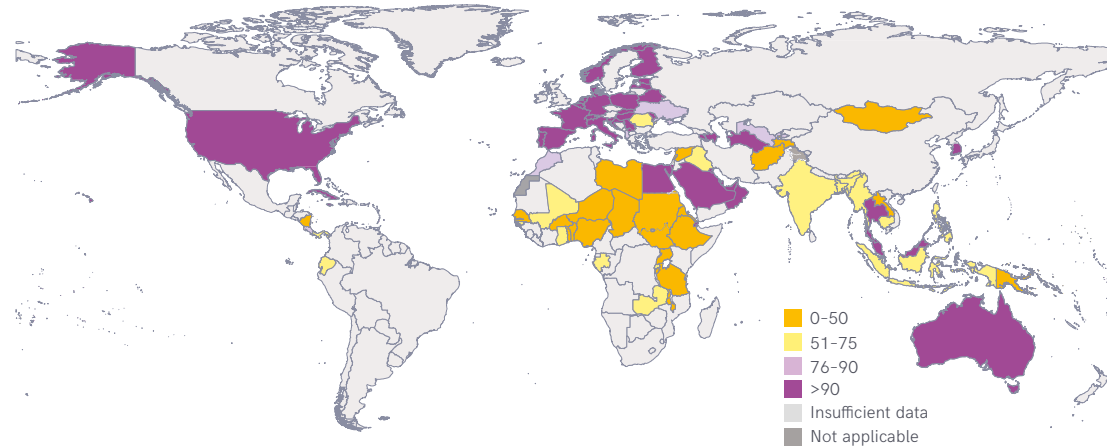 0–50
51–75
76–90
>90
Insufficient data
Not applicable